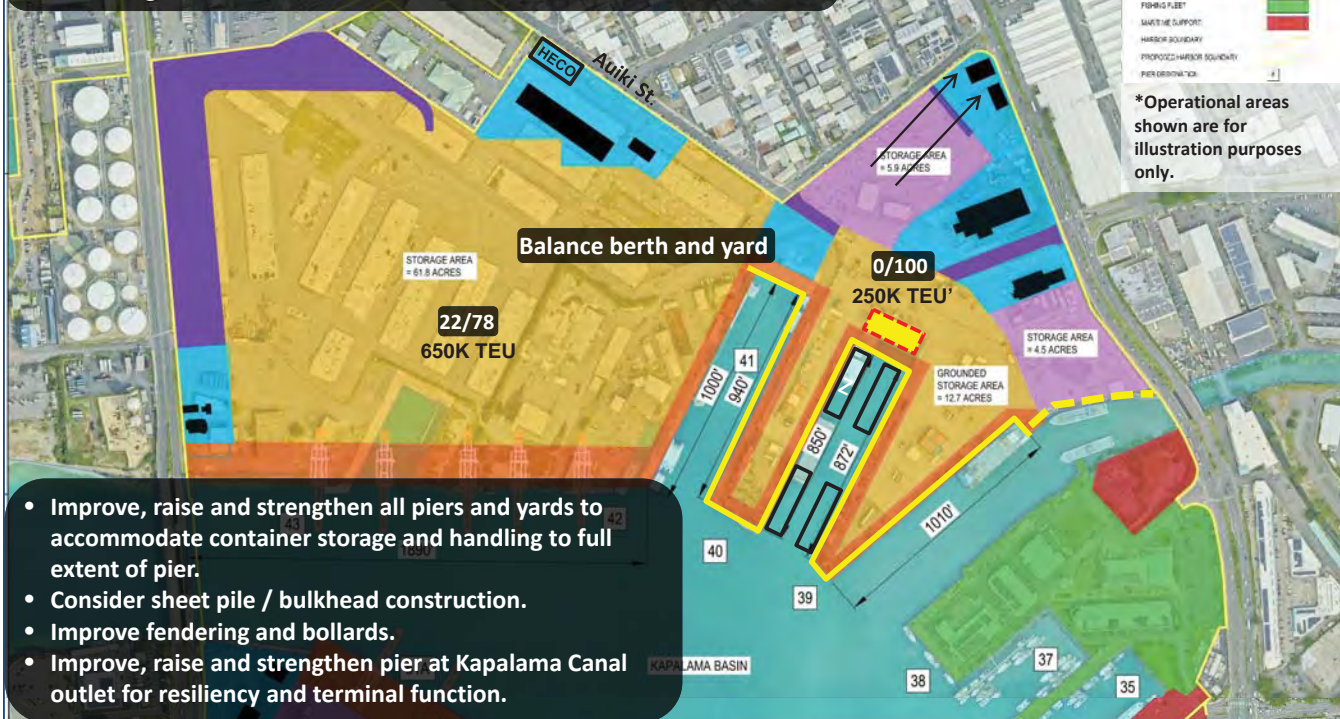 FISHING FLEET
MARITIME SUPPORT
HARBOR BOUNDARY
PROPOSED HARBOR BOUNDARY
PIER DESIGNATION
#
*Operational areas
shown are for
illustration purposes
only.
HECO
Auiki St.
STORAGE AREA
= 5.9 ACRES
Balance berth and yard
STORAGE AREA
= 61.8 ACRES
0/100
250K TEU'
22/78
650K TEU
STORAGE AREA
= 4.5 ACRES
41
1000'
940'
GROUNDED
STORAGE AREA
= 12.7 ACRES
850'
872'
1010'
43
42
1890'
40
39
• Improve, raise and strengthen all piers and yards to
accommodate container storage and handling to full
extent of pier.
• Consider sheet pile / bulkhead construction.
• Improve fendering and bollards.
• Improve, raise and strengthen pier at Kapalama Canal
outlet for resiliency and terminal function.
KAPALAMA BASIN
38
37
35